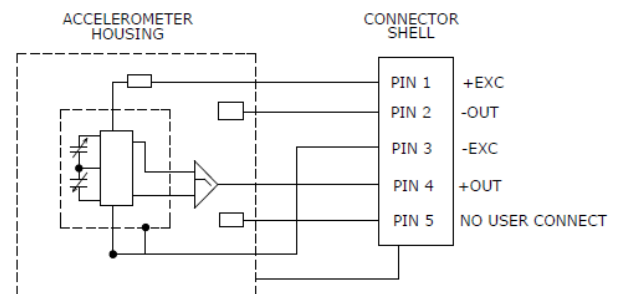 ACCELEROMETER
HOUSING
CONNECTOR
SHELL
PIN 1 +EXC
PIN 2 -OUT
PIN 3 -EXC
PIN 4 +OUT
PIN 5 NO USER CONNECT